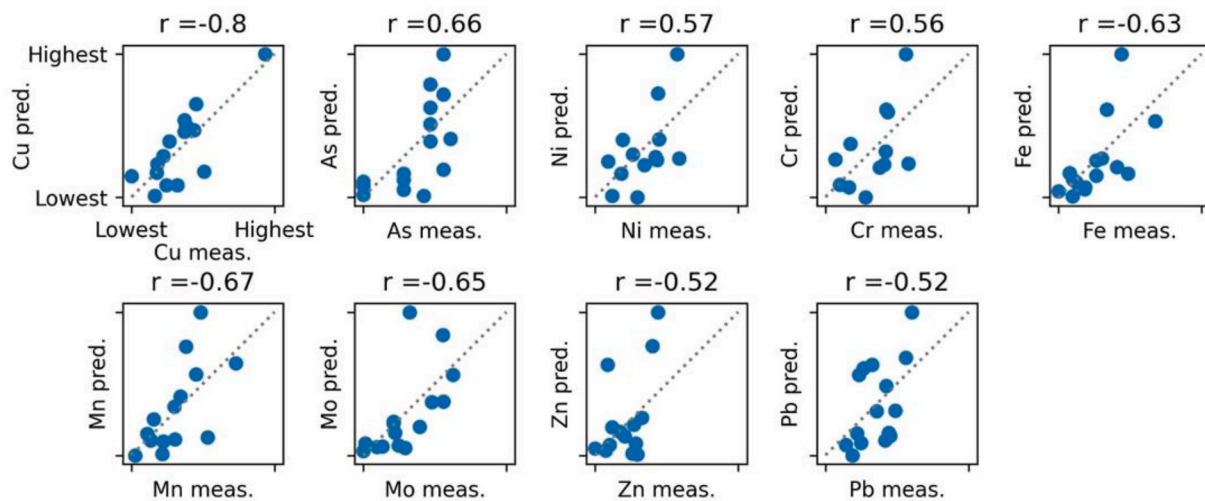 r =-0.8
r =0.66
r =0.57
r =0.56
r =-0.63
Highest
Lowest
Cu pred.
As pred.
Ni pred.
Cr pred.
Fe pred.
Lowest
Highest
Cu meas.
As meas.
Ni meas.
Cr meas.
Fe meas.
r =-0.67
r =-0.65
r =-0.52
r =-0.52
Mn pred.
Mo pred.
Zn pred.
Pb pred.
Mn meas.
Mo meas.
Zn meas.
Pb meas.